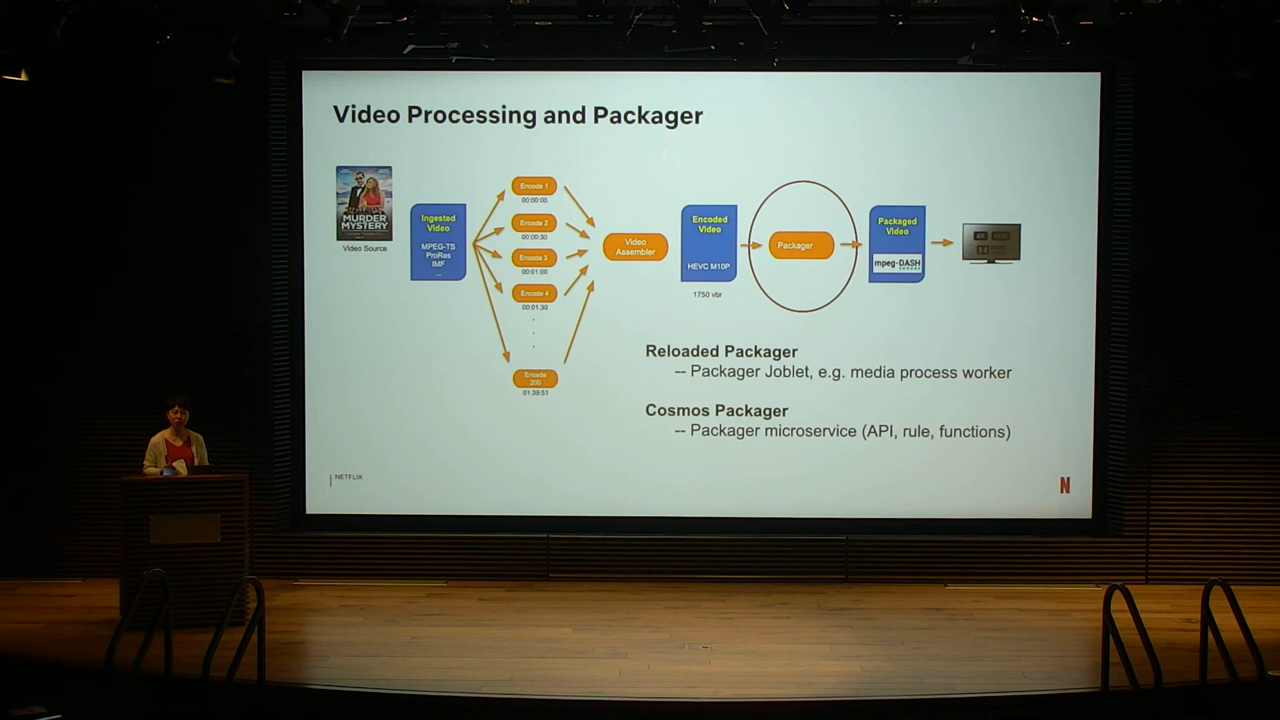 Video Processing and Packager
MURDER
MYSTERY
Video Source
Ingested
Video
MPEG-TS
ProRes
IMF
...
Encode 1
00:00:00
Encode 2
00:00:30
Encode 3
00:01:00
Encode 4
00:01:30
.
.
.
Encode
200
01:39:51
Video
Assembler
Encoded
Video
HEVC M10P
1750 vbr
Packager
Packaged
Video
mpeg-DASH
Reloaded Packager
-- Packager Joblet, e.g. media process worker
Cosmos Packager
-- Packager microservice (API, rule, functions)
NETFLIX
N